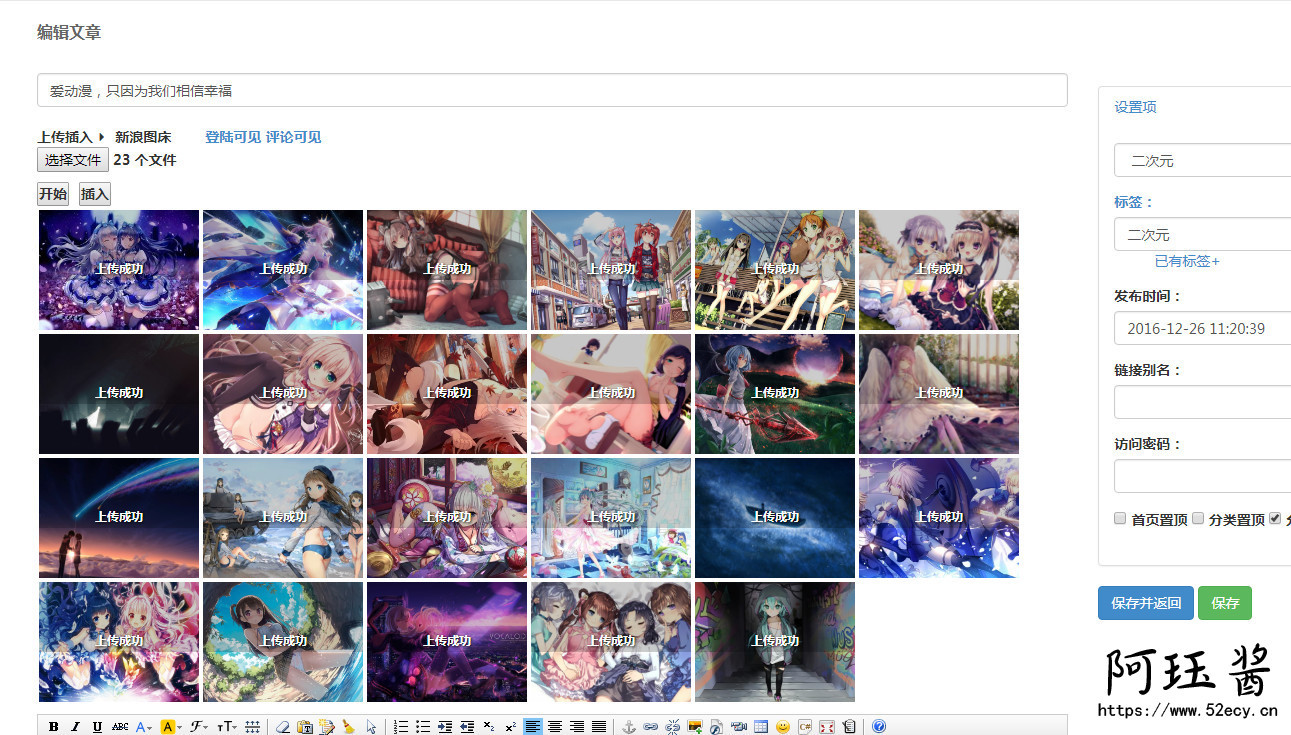 编辑文章
爱动漫，只因为我们相信幸福
上传插入 新浪图床 登陆可见 评论可见
选择文件 23 个文件
开始 插入
上传成功 上传成功 上传成功 上传成功 上传成功 上传成功
上传成功 上传成功 上传成功 上传成功 上传成功 上传成功
上传成功 上传成功 上传成功 上传成功 上传成功 上传成功
上传成功 上传成功 上传成功 上传成功 上传成功
VOCALOID
B I U ABC A A F TT
设置项
二次元
标签：
二次元
已有标签+
发布时间：
2016-12-26 11:20:39
链接别名：
访问密码：
首页置顶 分类置顶
保存并返回 保存
阿珏酱
https://www.52ecy.cn